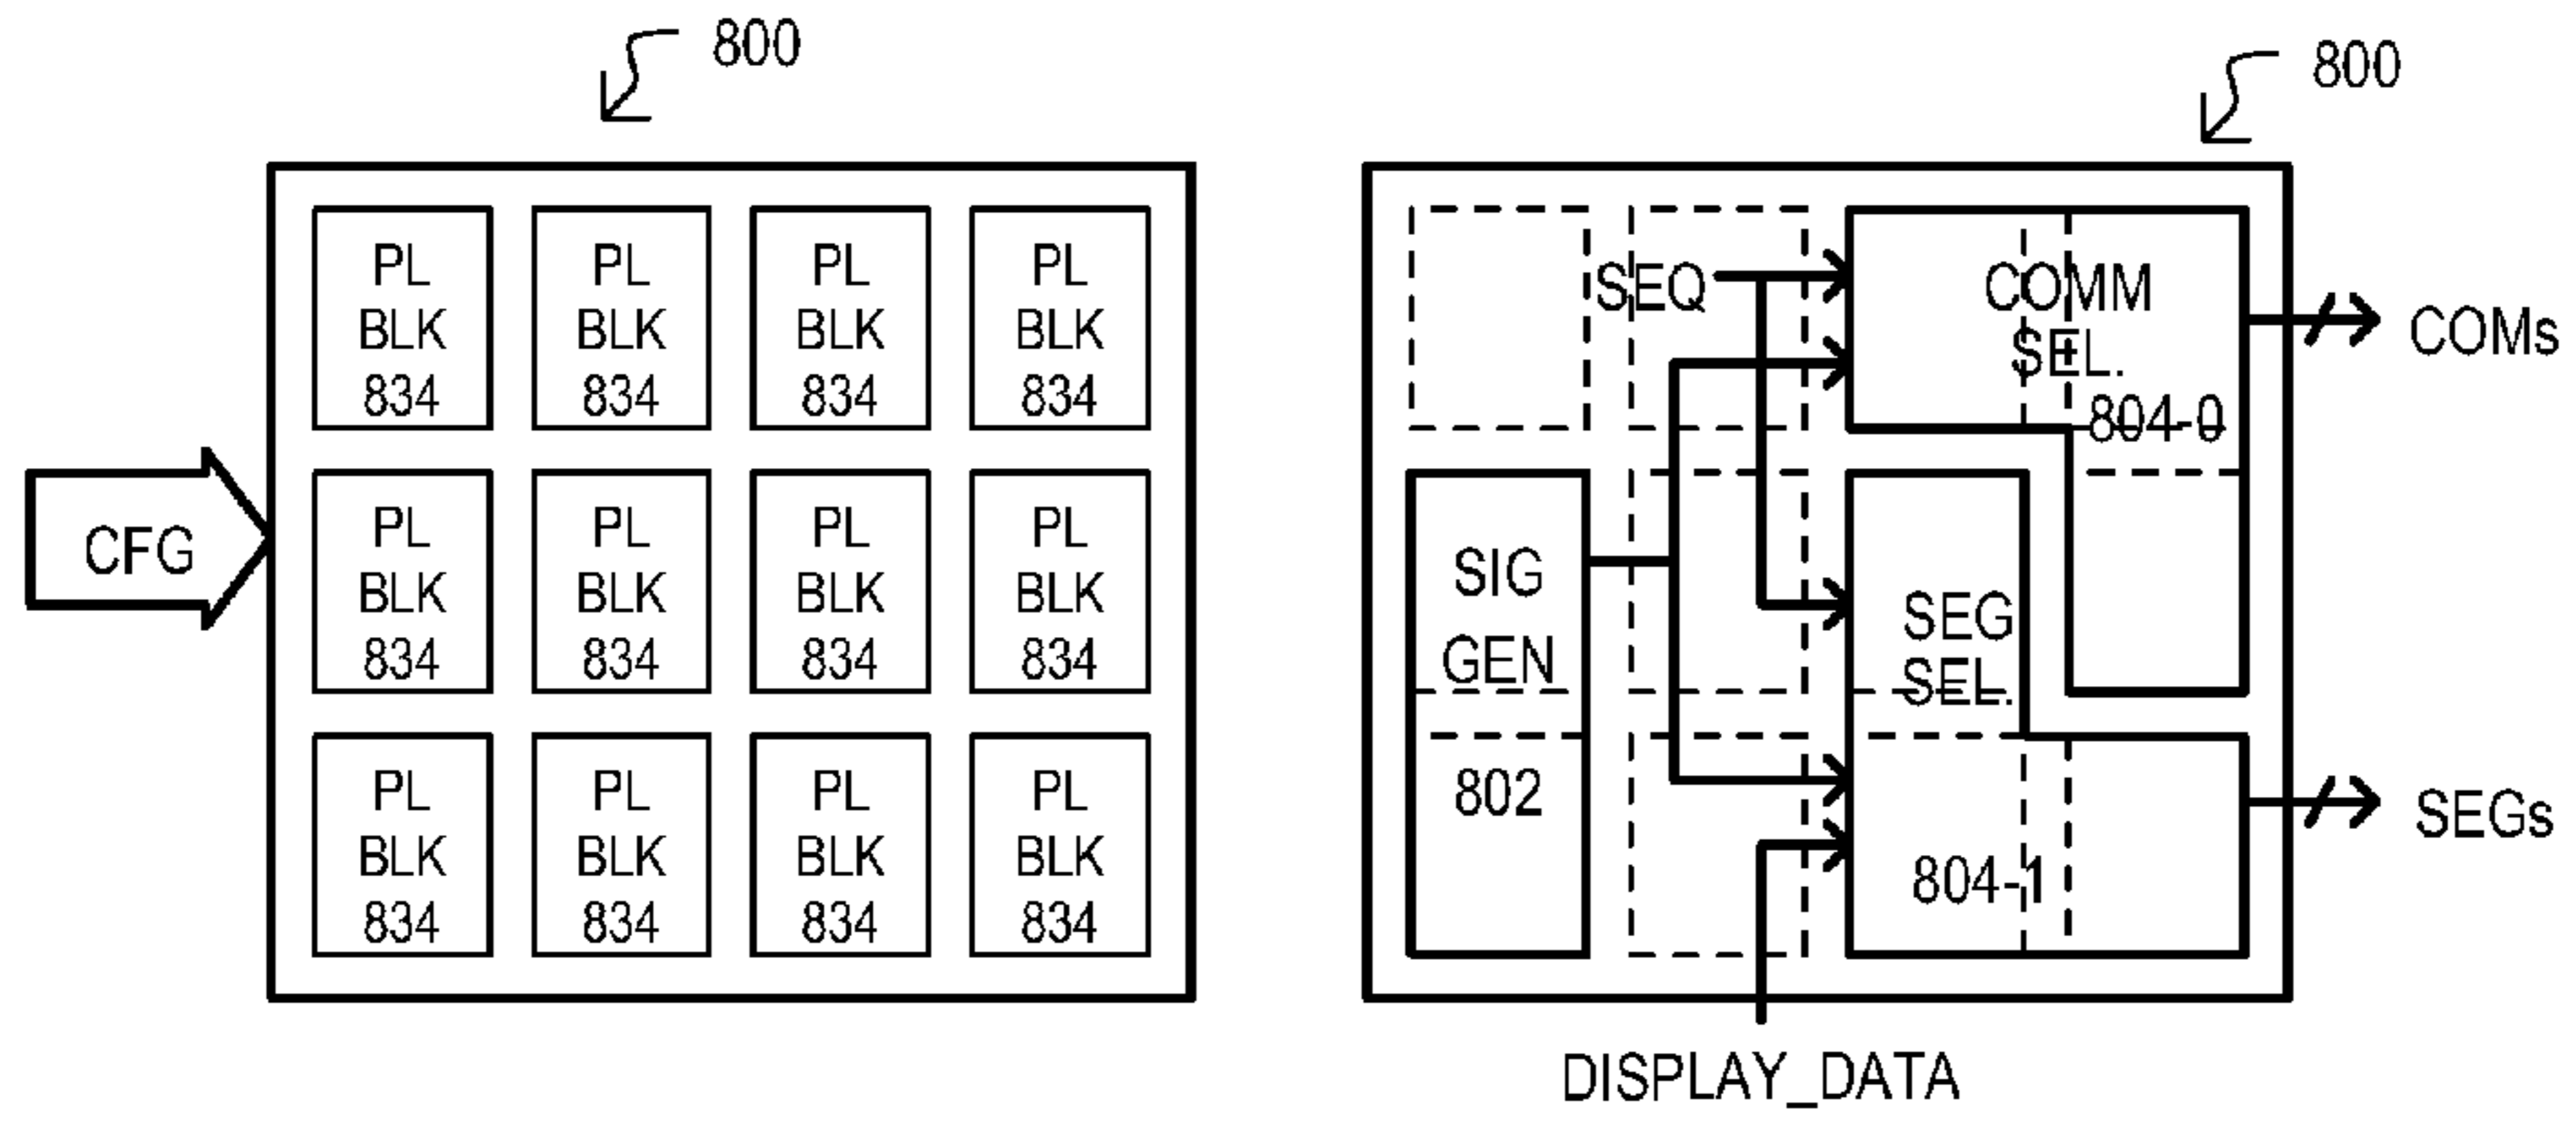 800
PL PL PL PL
BLK BLK BLK BLK
834 834 834 834
CFG
PL PL PL PL
BLK BLK BLK BLK
834 834 834 834
PL PL PL PL
BLK BLK BLK BLK
834 834 834 834
800
SEQ
COMM
SEL.
804-0
COMs
SIG
GEN
802
SEG
SEL.
804-1
SEGs
DISPLAY_DATA